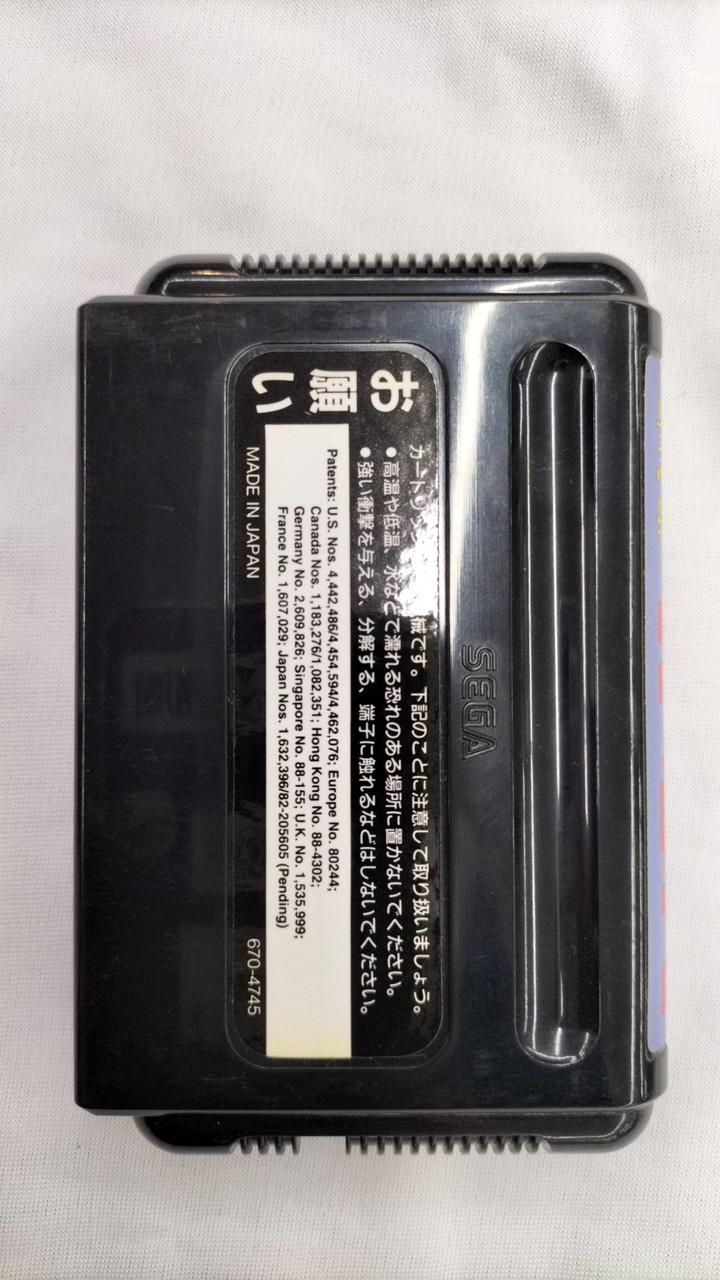 SEGA
お願い
カートリッジ 械です。下記のことに注意して取り扱いましょう。
●高温や低温、水などで濡れる恐れのある場所に置かないでください。
●強い衝撃を与える、分解する、端子に触れるなどはしないでください。
Patents: U.S. Nos. 4,442,486/4,454,594/4,462,076; Europe No. 80244;
Canada Nos. 1,183,276/1,082,351; Hong Kong No. 88-4302;
Germany No. 2,609,826; Singapore No. 88-155; U.K. No. 1,535,999;
France No. 1,607,029; Japan Nos. 1,632,396/82-205605 (Pending)
MADE IN JAPAN 670-4745